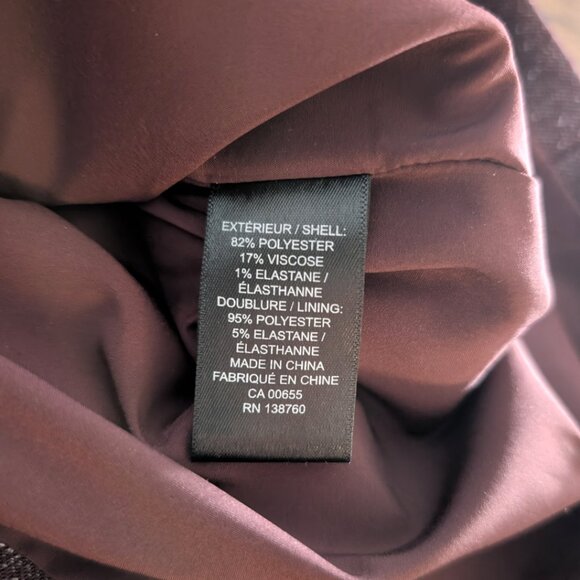 EXTÉRIEUR / SHELL:
82% POLYESTER
17% VISCOSE
1% ELASTANE /
ÉLASTHANNE
DOUBLURE / LINING:
95% POLYESTER
5% ELASTANE /
ÉLASTHANNE
MADE IN CHINA
FABRIQUÉ EN CHINE
CA 00655
RN 138760